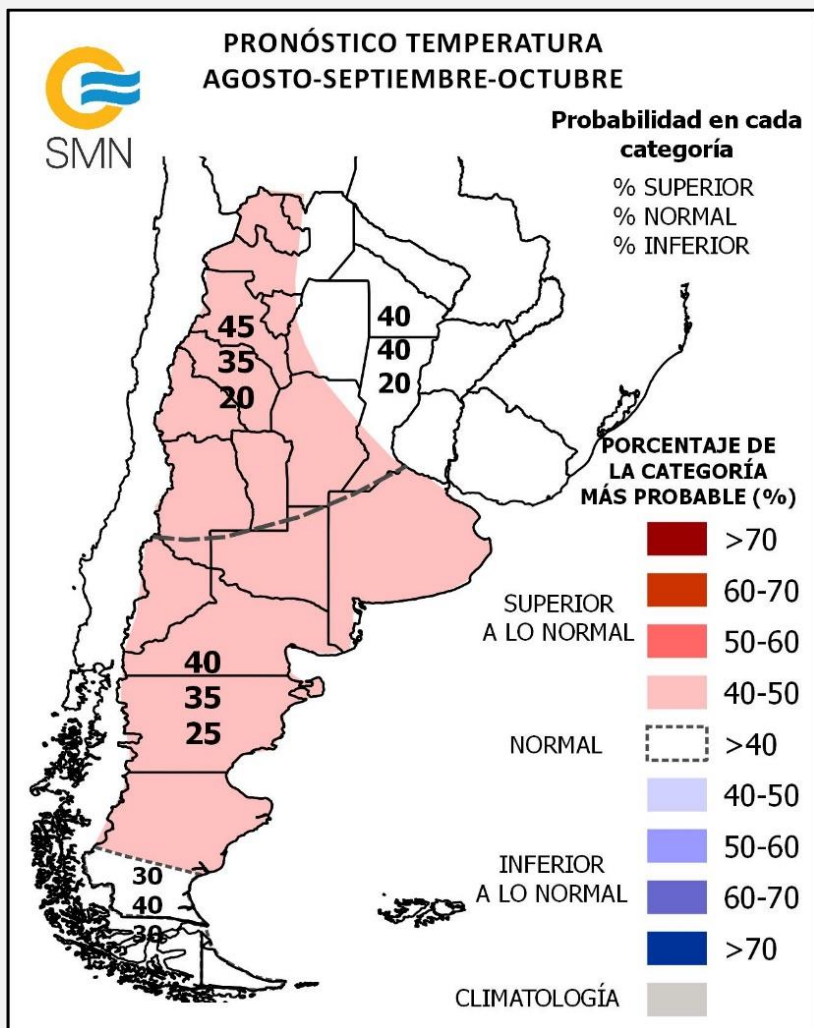 PRONÓSTICO TEMPERATURA
AGOSTO-SEPTIEMBRE-OCTUBRE
SMN
Probabilidad en cada
categoría
% SUPERIOR
% NORMAL
% INFERIOR
45
35
20
40
40
20
40
35
25
30
40
30
PORCENTAJE DE
LA CATEGORÍA
MÁS PROBABLE (%)
SUPERIOR
A LO NORMAL
>70
60-70
50-60
40-50
NORMAL
>40
INFERIOR
A LO NORMAL
40-50
50-60
60-70
>70
CLIMATOLOGÍA